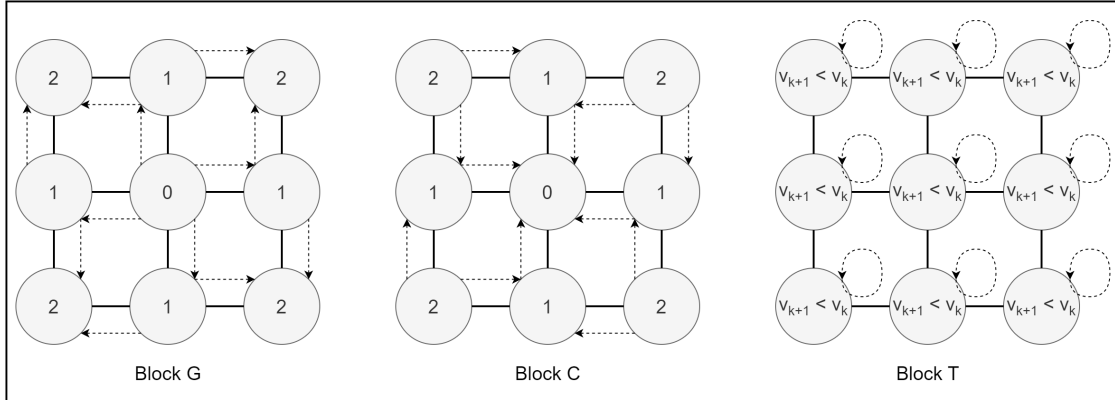 2 1 2
1 0 1
2 1 2
Block G
2 1 2
1 0 1
2 1 2
Block C
v_{k+1} < v_k v_{k+1} < v_k v_{k+1} < v_k
v_{k+1} < v_k v_{k+1} < v_k v_{k+1} < v_k
v_{k+1} < v_k v_{k+1} < v_k v_{k+1} < v_k
Block T